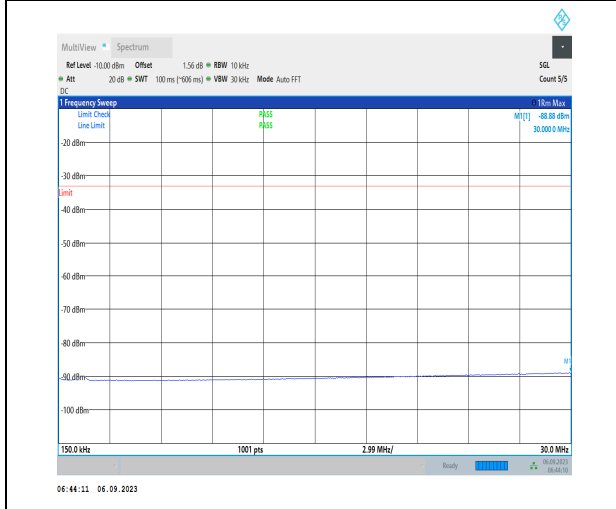 MultiView Spectrum
Ref Level -10.00 dBm Offset 1.56 dB RBW 10 kHz SGL
Att 20 dB SWT 100 ms (~606 ms) VBW 30 kHz Mode Auto FFT Count 5/5
DC
1 Frequency Sweep 1Rm Max
Limit Check PASS M1[1] -88.88 dBm
Line Limit PASS 30.000 0 MHz
-20 dBm
-30 dBm
Limit
-40 dBm
-50 dBm
-60 dBm
-70 dBm
-80 dBm
M1
-90 dBm
-100 dBm
150.0 kHz 1001 pts 2.99 MHz/ 30.0 MHz
Ready 06.09.2023
06:44:10
06:44:11 06.09.2023